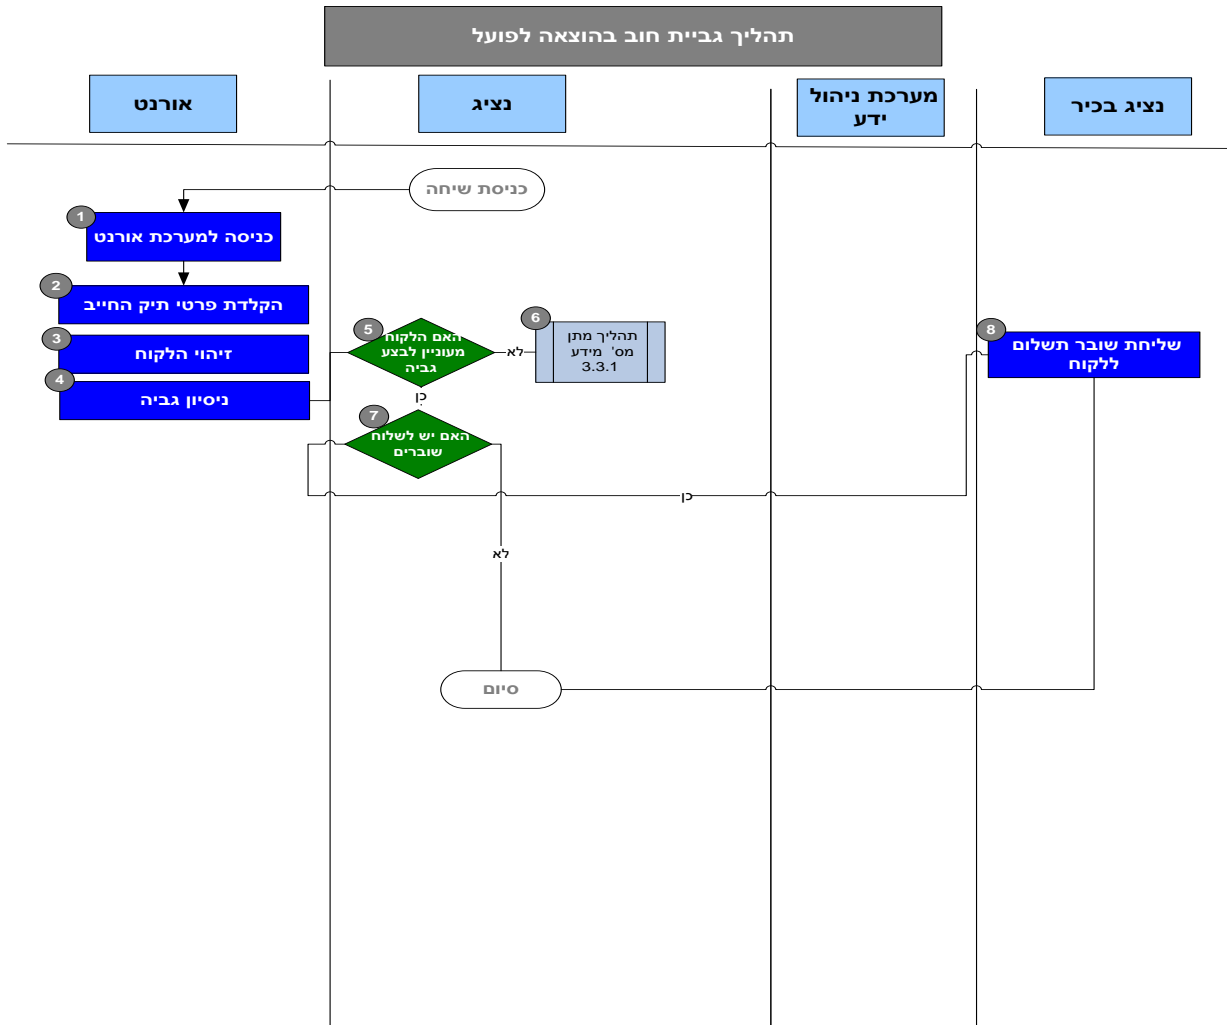 תהליך גביית חוב בהוצאה לפועל
נציג בכיר
מערכת ניהול
ידע
נציג
אורנט
כניסת שיחה
1
כניסה למערכת אורנט
2
הקלדת פרטי תיק החייב
3
זיהוי הלקוח
4
ניסיון גביה
5
האם הלקוח
מעוניין לבצע
גביה
לא
6
תהליך מתן
מידע מס'
3.3.1
כן
7
האם יש לשלוח
שוברים
כן
לא
8
שליחת שובר תשלום
ללקוח
סיום